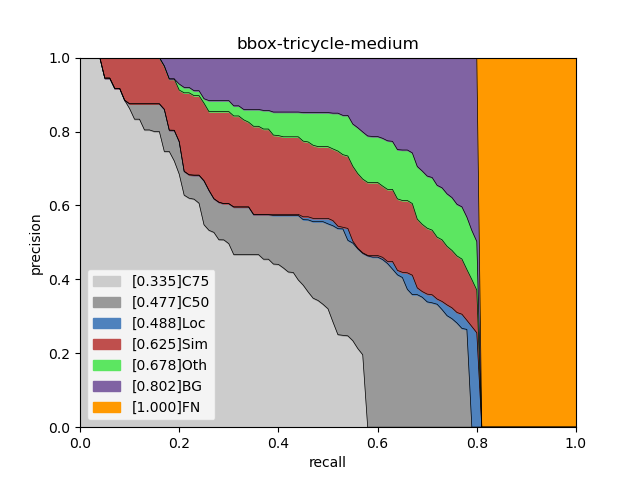 bbox-tricycle-medium
1.0
0.8
0.6
0.4
0.2
0.0
precision
[0.335]C75
[0.477]C50
[0.488]Loc
[0.625]Sim
[0.678]Oth
[0.802]BG
[1.000]FN
0.0 0.2 0.4 0.6 0.8 1.0
recall